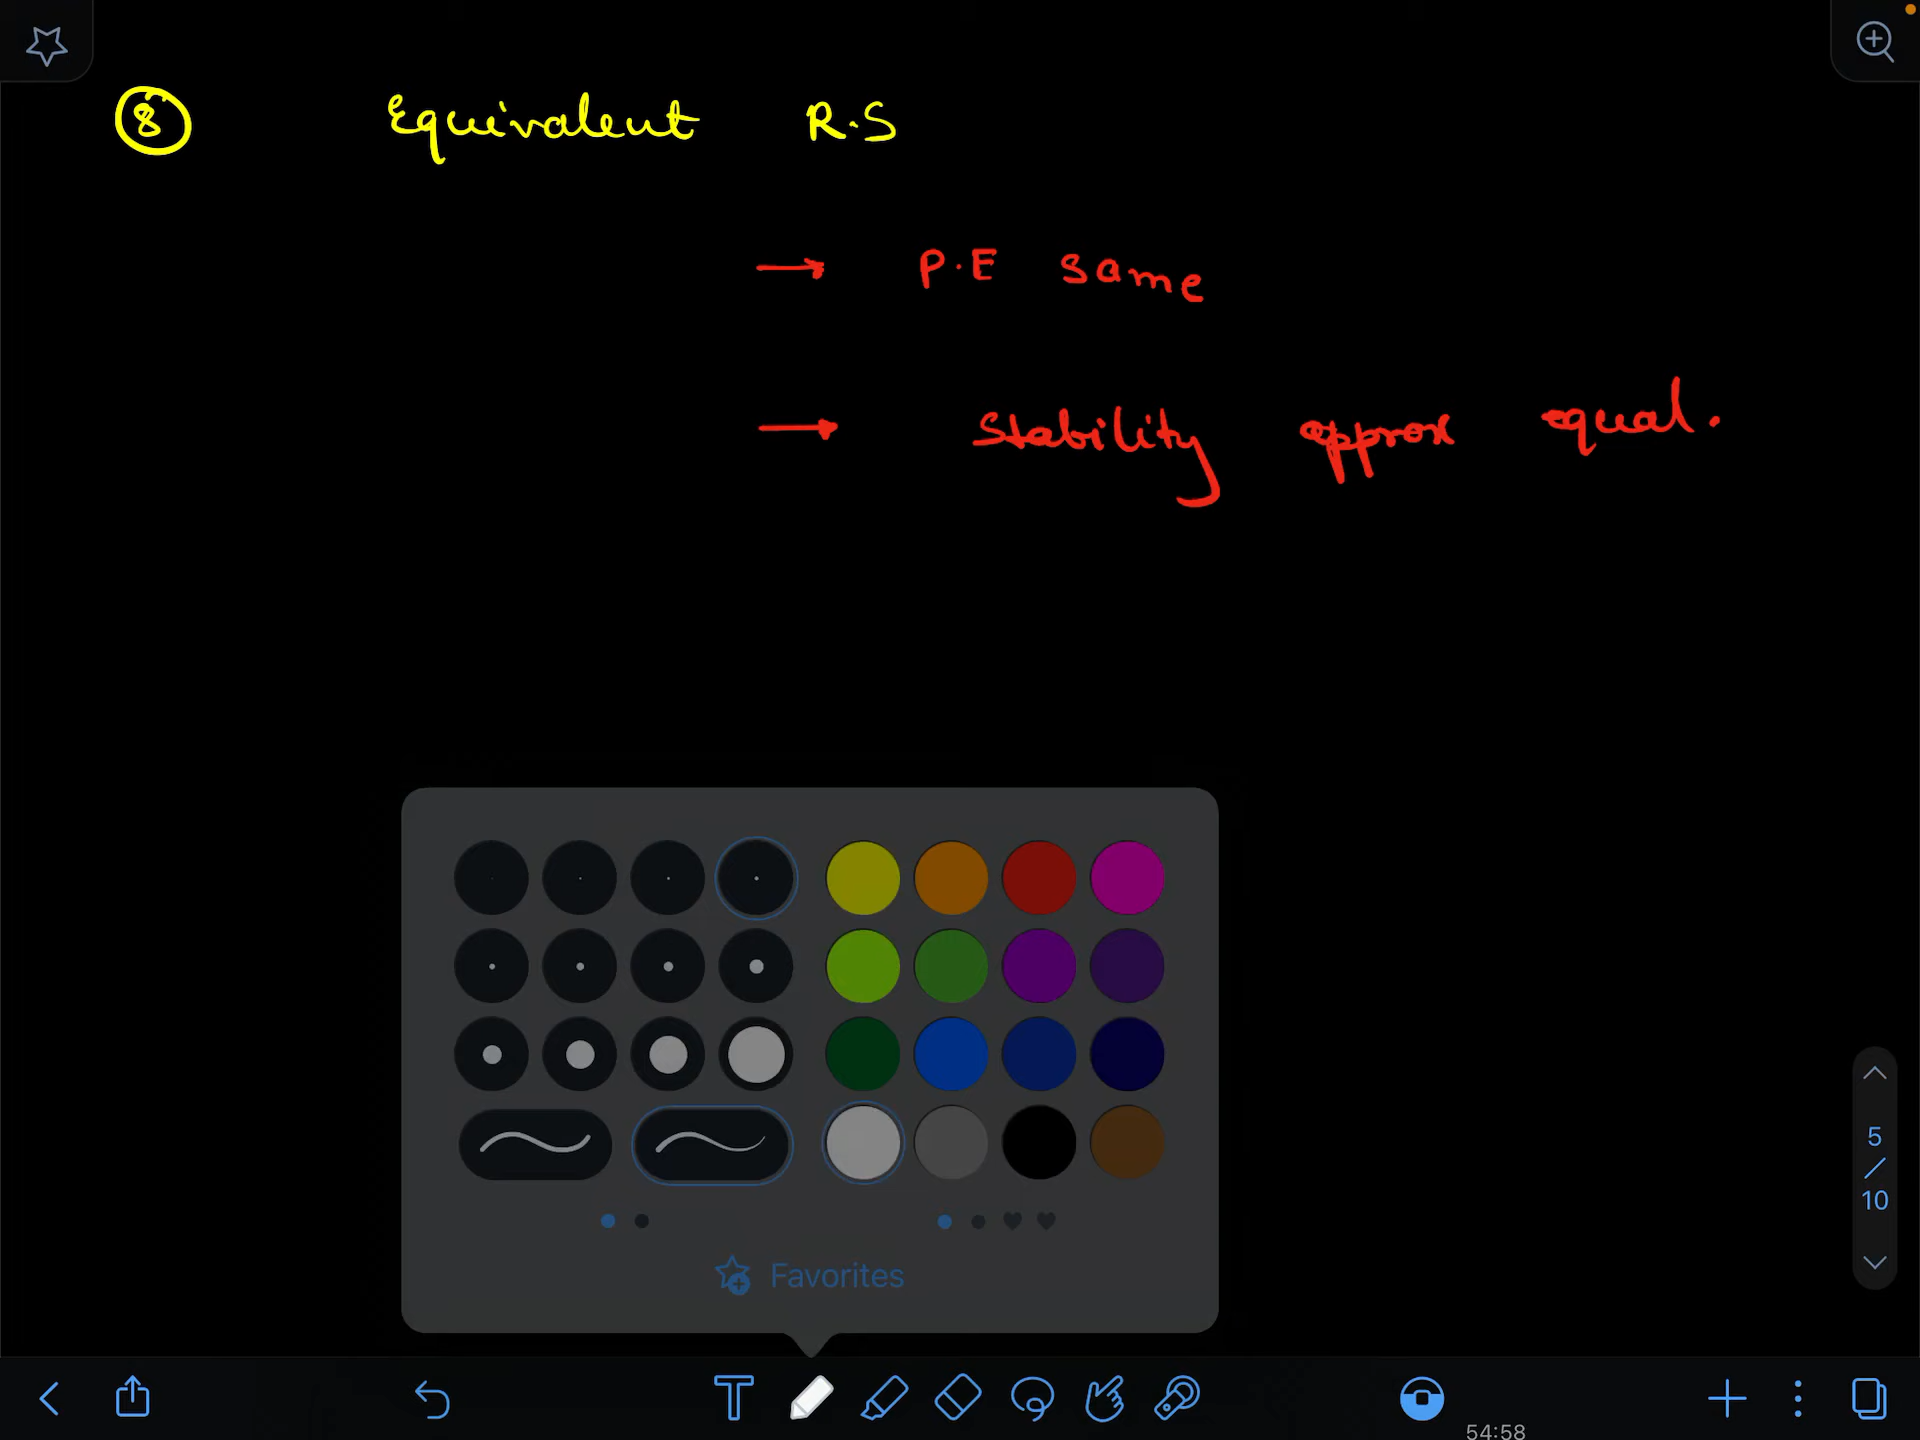 8 Equivalent R.S
→ P.E same
→ Stability approx equal.
Favorites
5
/
10
T
54:58